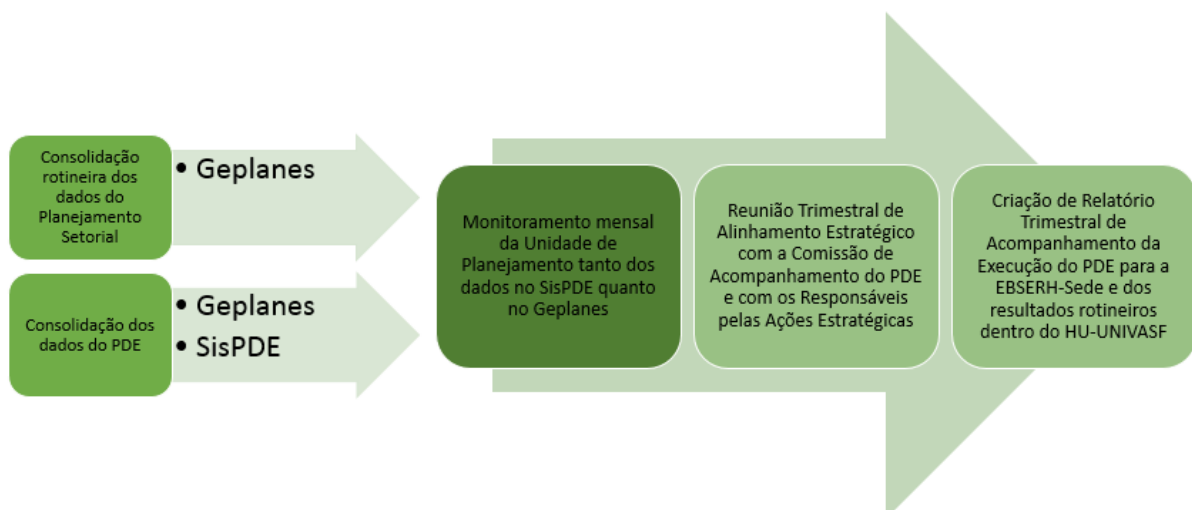 Consolidação
rotineira dos
dados do
Planejamento
Setorial
• Geplanes
Consolidação dos
dados do PDE
• Geplanes
• SisPDE
Monitoramento mensal
da Unidade de
Planejamento tanto dos
dados no SisPDE quanto
no Geplanes
Reunião Trimestral de
Alinhamento Estratégico
com a Comissão de
Acompanhamento do PDE
e com os Responsáveis
pelas Ações Estratégicas
Criação de Relatório
Trimestral de
Acompanhamento da
Execução do PDE para a
EBSERH-Sede e dos
resultados rotineiros
dentro do HU-UNIVASF